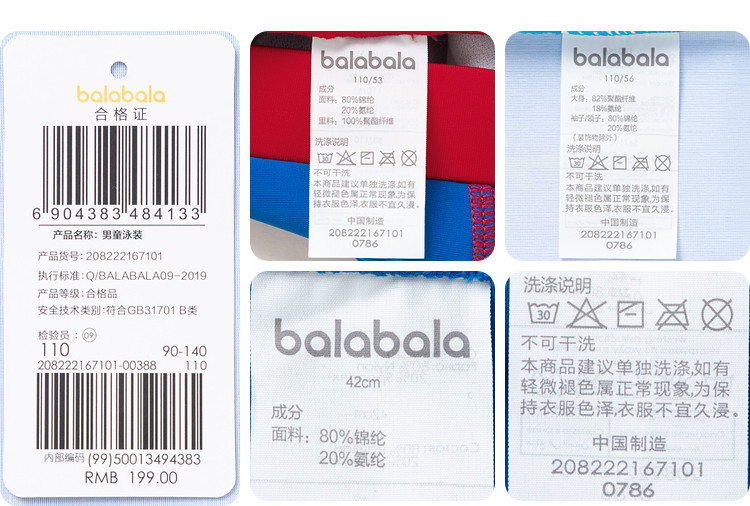 balabala
合格证
6 904383 484133
产品名称：男童泳装
产品货号：208222167101
执行标准：Q/BALABALA09-2019
产品等级：合格品
安全技术类别：符合GB31701 B类
检验员：09
110 90-140
208222167101-00388 110
内部编码 (99)50013494383
RMB 199.00
balabala
110/53
成分
面料：80%锦纶
20%氨纶
里料：100%聚酯纤维
洗涤说明
30
不可干洗
本商品建议单独洗涤,如有
轻微褪色属正常现象,为保
持衣服色泽,衣服不宜久浸。
中国制造
208222167101
0786
balabala
110/56
成分
大身：82%聚酯纤维
18%氨纶
袖子/领子：80%锦纶
20%氨纶
（装饰物除外）
洗涤说明
30
不可干洗
本商品建议单独洗涤,如有
轻微褪色属正常现象,为保
持衣服色泽,衣服不宜久浸。
中国制造
208222167101
0786
balabala
42cm
成分
面料：80%锦纶
20%氨纶
洗涤说明
30
不可干洗
本商品建议单独洗涤,如有
轻微褪色属正常现象,为保
持衣服色泽,衣服不宜久浸。
中国制造
208222167101
0786